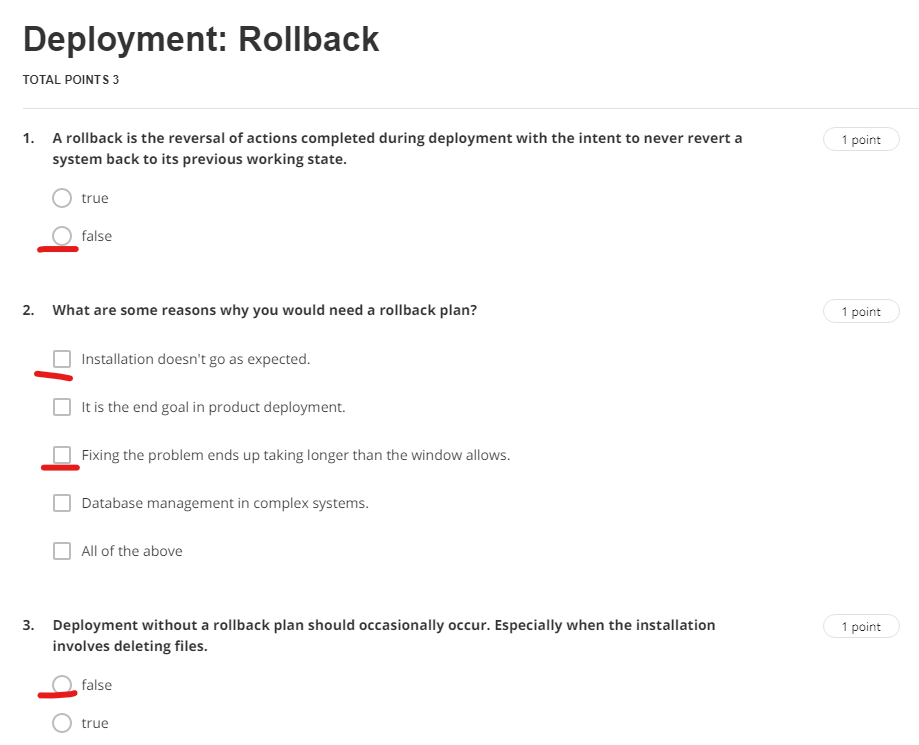 Deployment: Rollback
TOTAL POINTS 3
1. A rollback is the reversal of actions completed during deployment with the intent to never revert a 1 point
system back to its previous working state.
true
false
2. What are some reasons why you would need a rollback plan? 1 point
Installation doesn't go as expected.
It is the end goal in product deployment.
Fixing the problem ends up taking longer than the window allows.
Database management in complex systems.
All of the above
3. Deployment without a rollback plan should occasionally occur. Especially when the installation 1 point
involves deleting files.
false
true